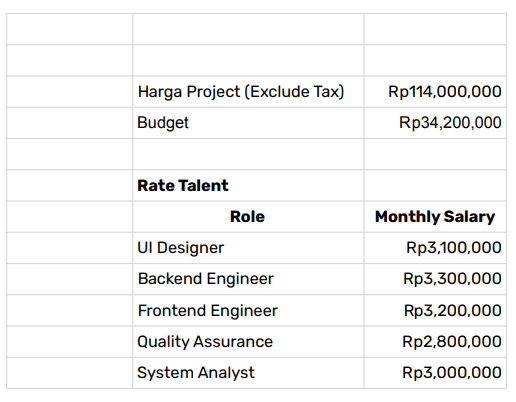 Harga Project (Exclude Tax) Rp114,000,000
Budget Rp34,200,000
Rate Talent
Role Monthly Salary
UI Designer Rp3,100,000
Backend Engineer Rp3,300,000
Frontend Engineer Rp3,200,000
Quality Assurance Rp2,800,000
System Analyst Rp3,000,000